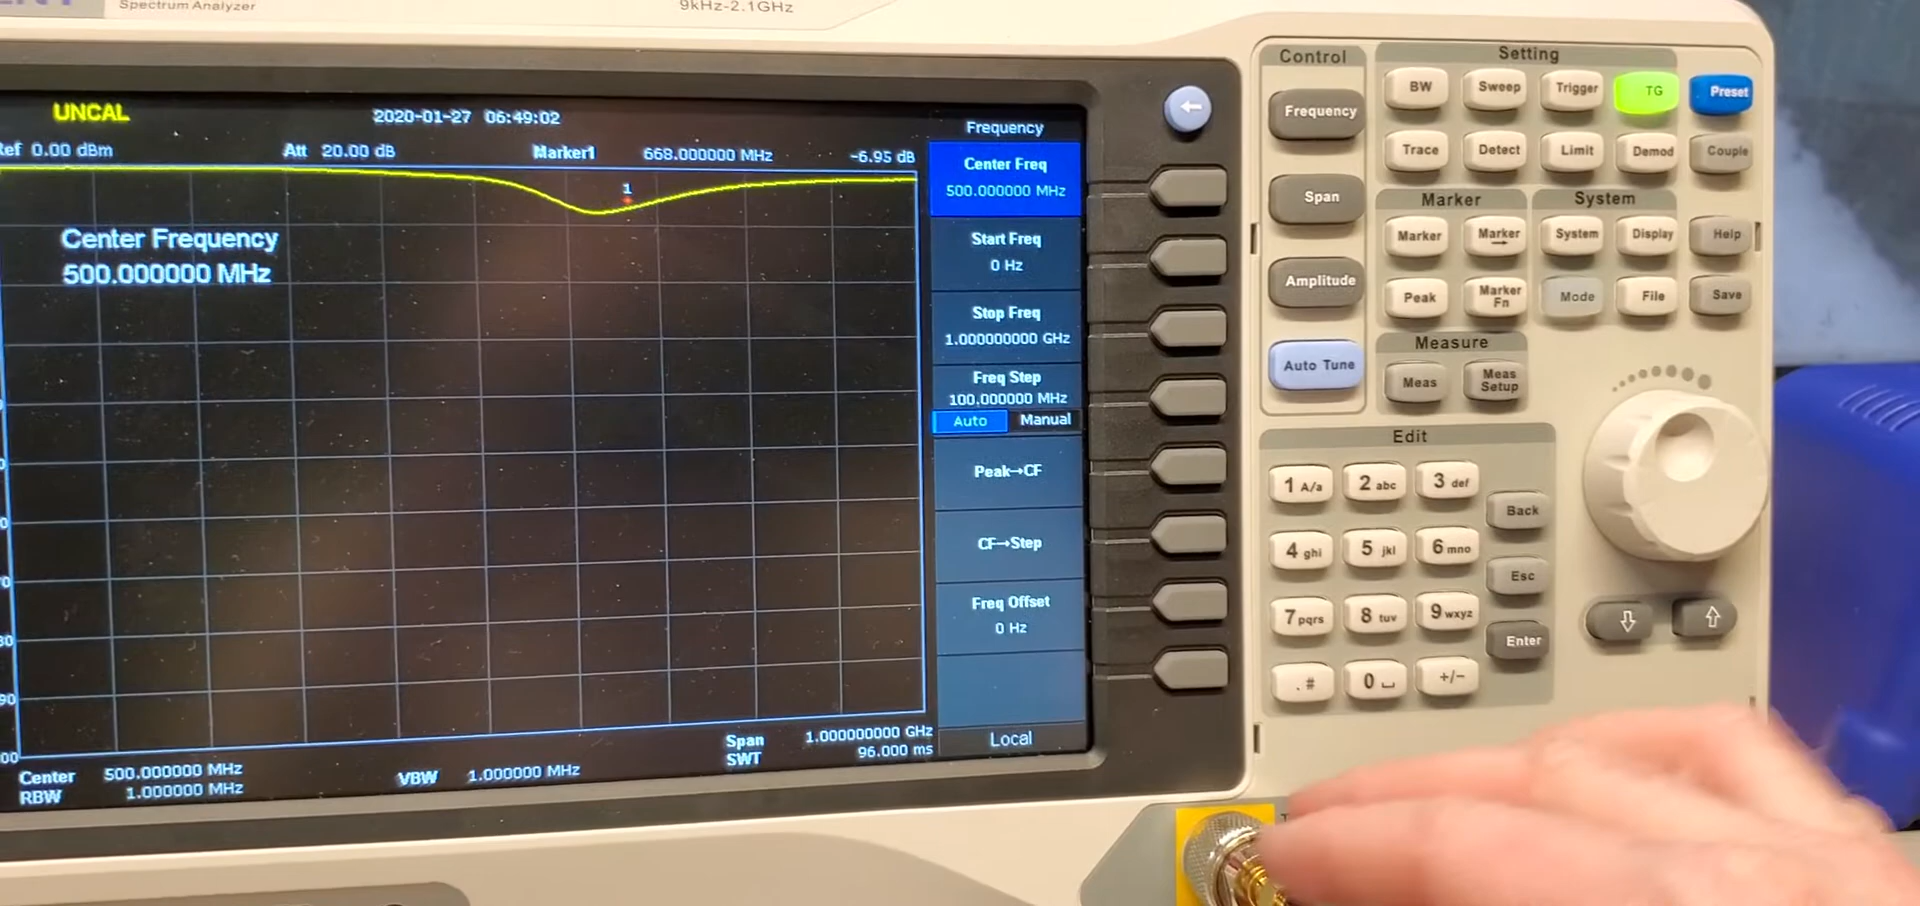 Spectrum Analyzer
9kHz-2.1GHz
UNCAL
2020-01-27 06:49:02
Ref 0.00 dBm
Att 20.00 dB
Marker1 668.000000 MHz -6.95 dB
1
Center Frequency
500.000000 MHz
Center 500.000000 MHz
RBW 1.000000 MHz
VBW 1.000000 MHz
Span 1.000000000 GHz
SWT 96.000 ms
Frequency
Center Freq
500.000000 MHz
Start Freq
0 Hz
Stop Freq
1.000000000 GHz
Freq Step
100.000000 MHz
Auto Manual
Peak→CF
CF→Step
Freq Offset
0 Hz
Local
Control
Frequency
Span
Amplitude
Auto Tune
Setting
BW Sweep Trigger TG Preset
Trace Detect Limit Demod Couple
Marker
Marker Marker→
Peak Marker Fn
System
System Display Help
Mode File Save
Measure
Meas Meas Setup
Edit
1 A/a 2 abc 3 def
Back
4 ghi 5 jkl 6 mno
Esc
7 pqrs 8 tuv 9 wxyz
Enter
. # 0 ⌴ +/-